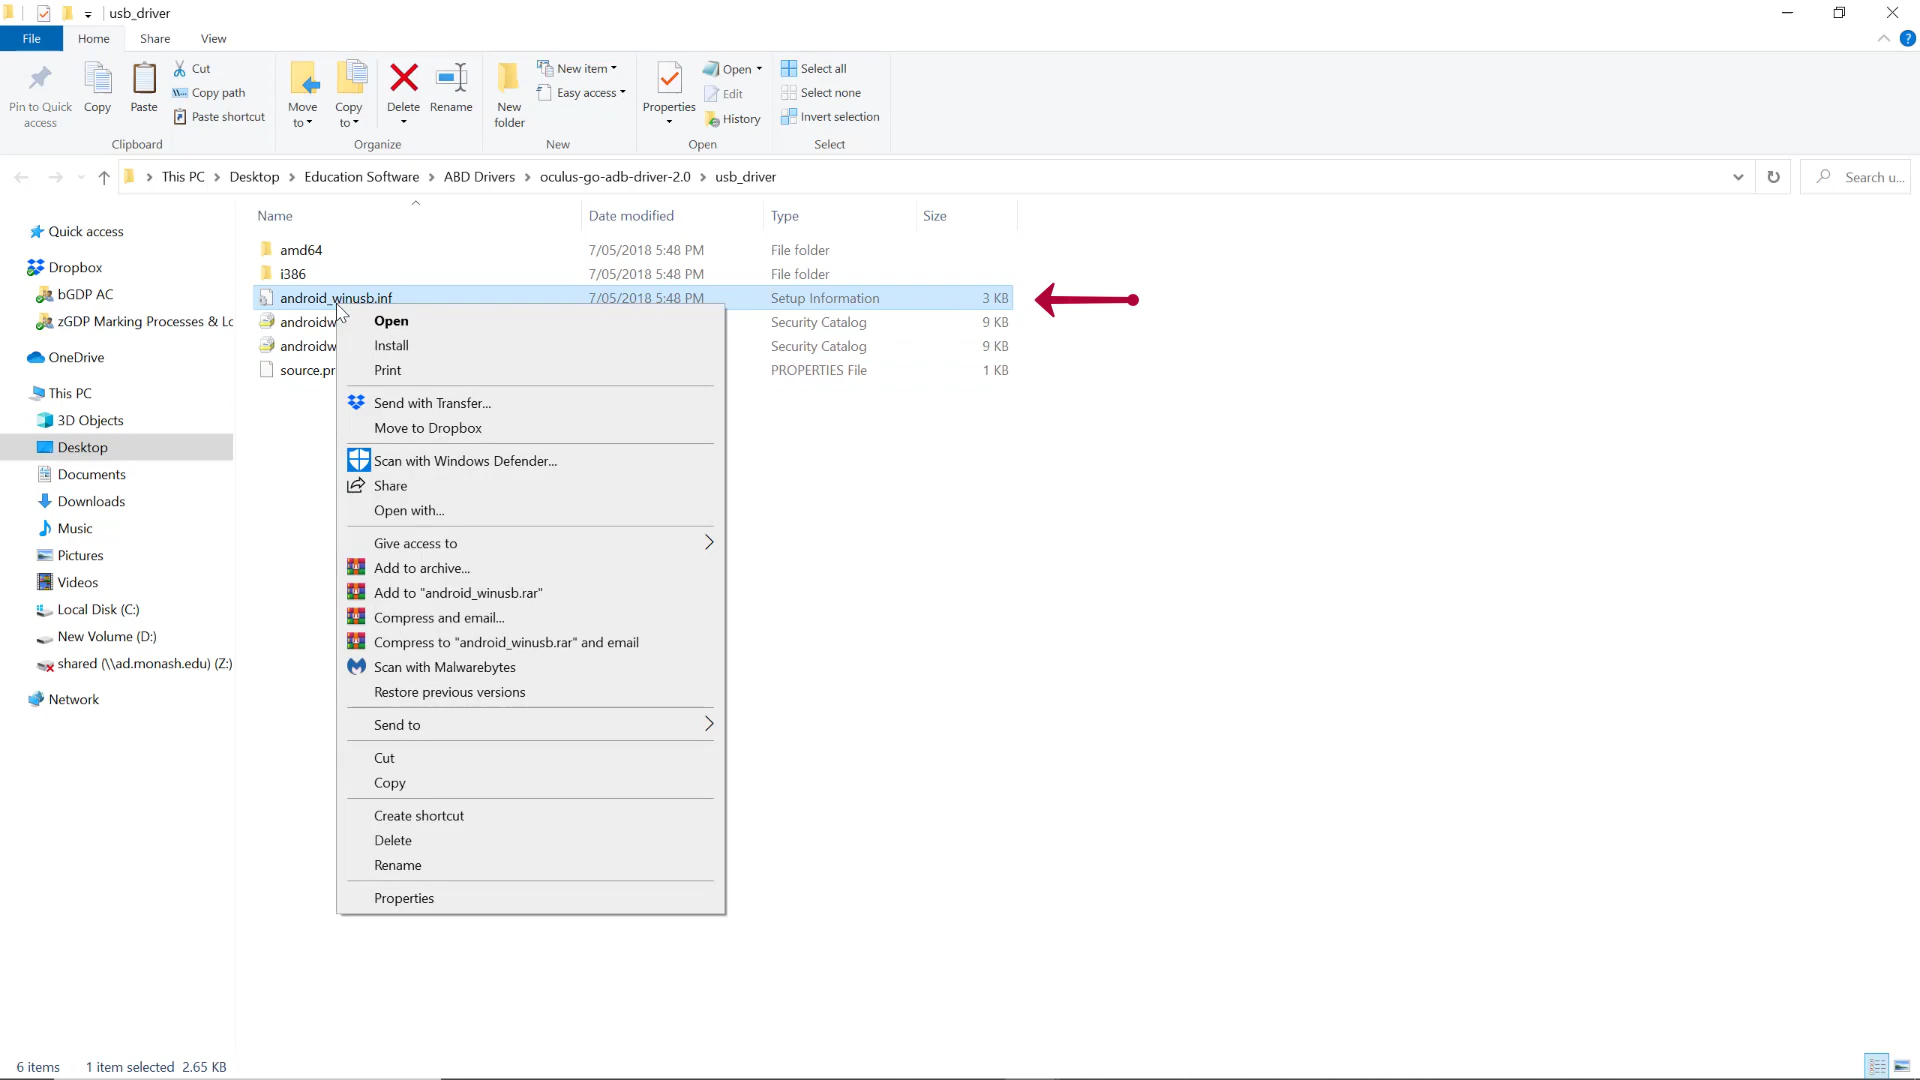 usb_driver
File Home Share View
Pin to Quick access
Copy
Paste
Cut
Copy path
Paste shortcut
Clipboard
Move to
Copy to
Delete
Rename
Organize
New folder
New item
Easy access
New
Properties
Open
Edit
History
Open
Select all
Select none
Invert selection
Select
This PC > Desktop > Education Software > ABD Drivers > oculus-go-adb-driver-2.0 > usb_driver
Search u...
Quick access
Dropbox
bGDP AC
zGDP Marking Processes & Lo
OneDrive
This PC
3D Objects
Desktop
Documents
Downloads
Music
Pictures
Videos
Local Disk (C:)
New Volume (D:)
shared (\\ad.monash.edu) (Z:)
Network
Name Date modified Type Size
amd64 7/05/2018 5:48 PM File folder
i386 7/05/2018 5:48 PM File folder
android_winusb.inf 7/05/2018 5:48 PM Setup Information 3 KB
androidw Security Catalog 9 KB
androidw Security Catalog 9 KB
source.pr PROPERTIES File 1 KB
Open
Install
Print
Send with Transfer...
Move to Dropbox
Scan with Windows Defender...
Share
Open with...
Give access to
Add to archive...
Add to "android_winusb.rar"
Compress and email...
Compress to "android_winusb.rar" and email
Scan with Malwarebytes
Restore previous versions
Send to
Cut
Copy
Create shortcut
Delete
Rename
Properties
6 items 1 item selected 2.65 KB